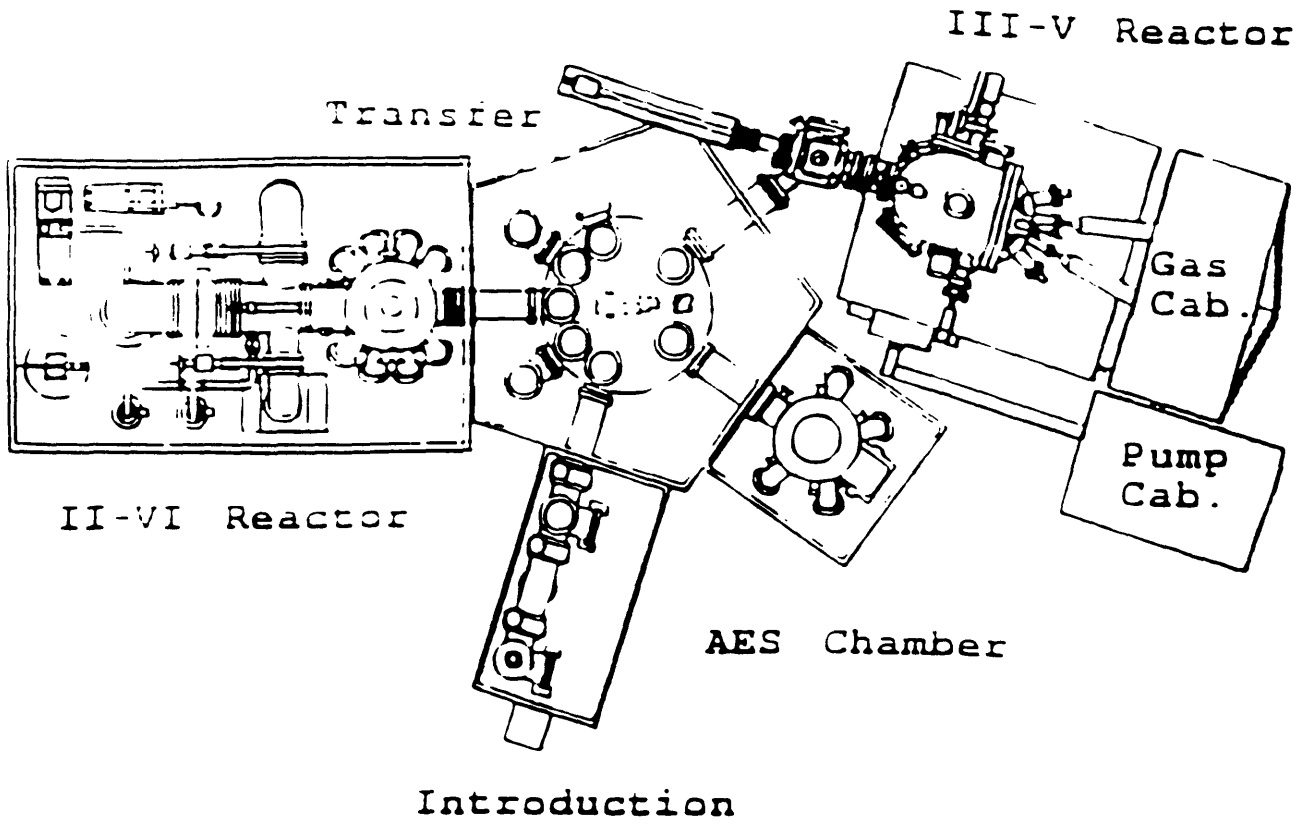 III-V Reactor
Transfer
Gas
Cab.
II-VI Reactor
Pump
Cab.
AES Chamber
Introduction